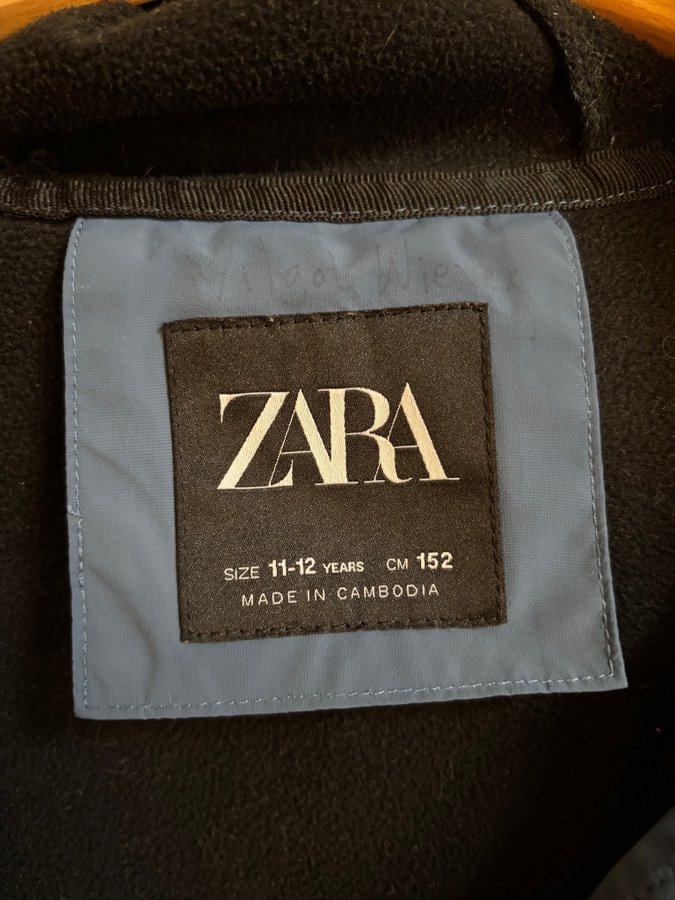 ZARA
SIZE 11-12 YEARS CM 152
MADE IN CAMBODIA